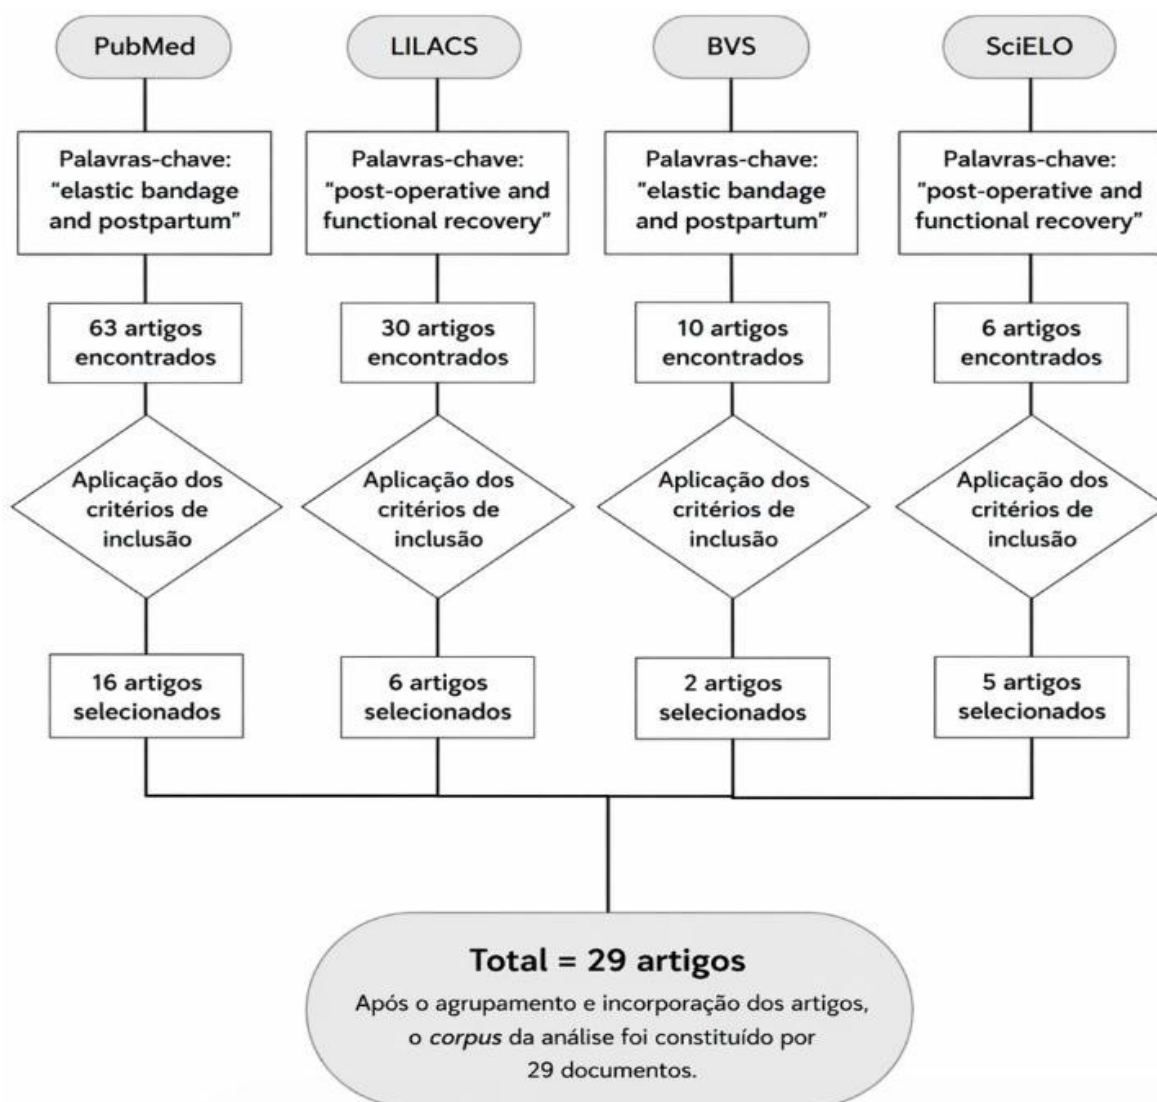 PubMed
Palavras-chave:
"elastic bandage
and postpartum"
63 artigos
encontrados
Aplicação dos
critérios de
inclusão
16 artigos
selecionados
LILACS
Palavras-chave:
"post-operative and
functional recovery"
30 artigos
encontrados
Aplicação dos
critérios de
inclusão
6 artigos
selecionados
BVS
Palavras-chave:
"elastic bandage
and postpartum"
10 artigos
encontrados
Aplicação dos
critérios de
inclusão
2 artigos
selecionados
SciELO
Palavras-chave:
"post-operative and
functional recovery"
6 artigos
encontrados
Aplicação dos
critérios de
inclusão
5 artigos
selecionados
Total = 29 artigos
Após o agrupamento e incorporação dos artigos,
o corpus da análise foi constituído por
29 documentos.